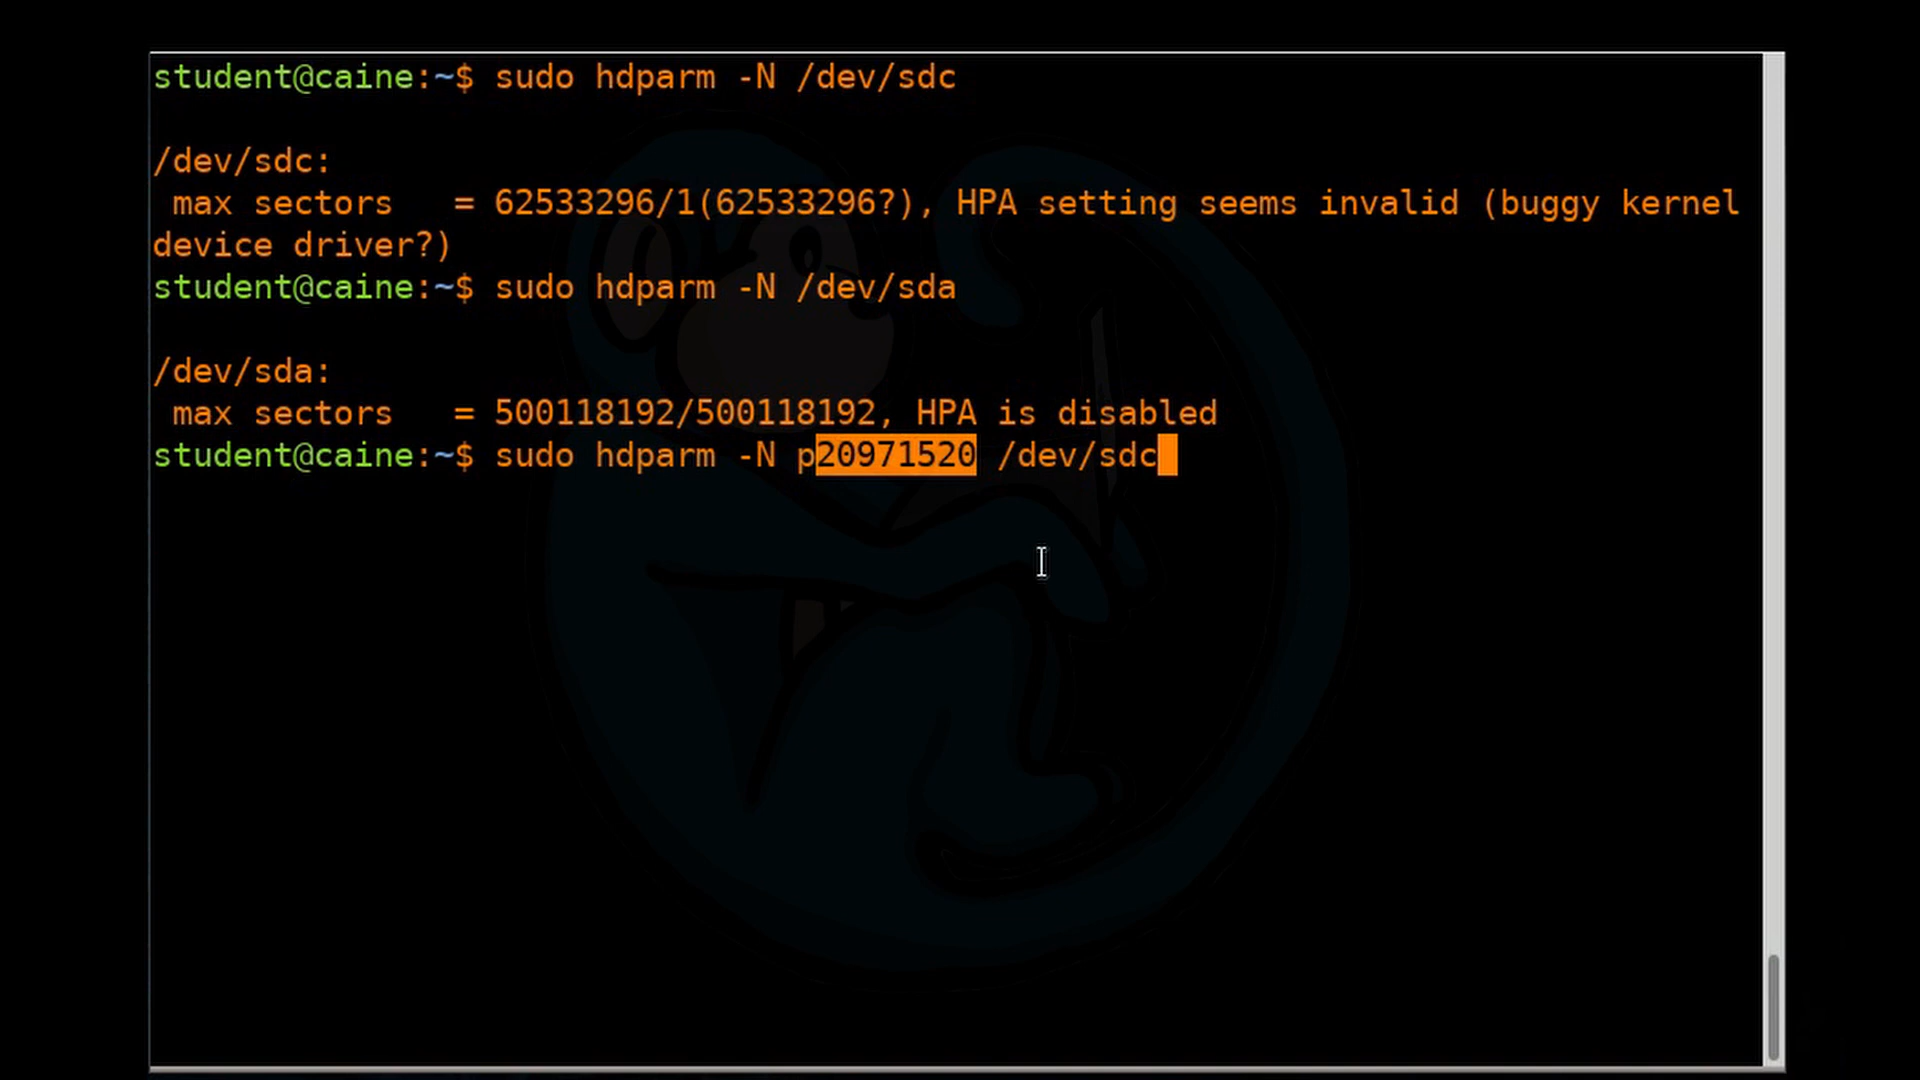 student@caine:~$ sudo hdparm -N /dev/sdc
/dev/sdc:
max sectors   = 62533296/1(62533296?), HPA setting seems invalid (buggy kernel
device driver?)
student@caine:~$ sudo hdparm -N /dev/sda
/dev/sda:
max sectors   = 500118192/500118192, HPA is disabled
student@caine:~$ sudo hdparm -N p20971520 /dev/sdc